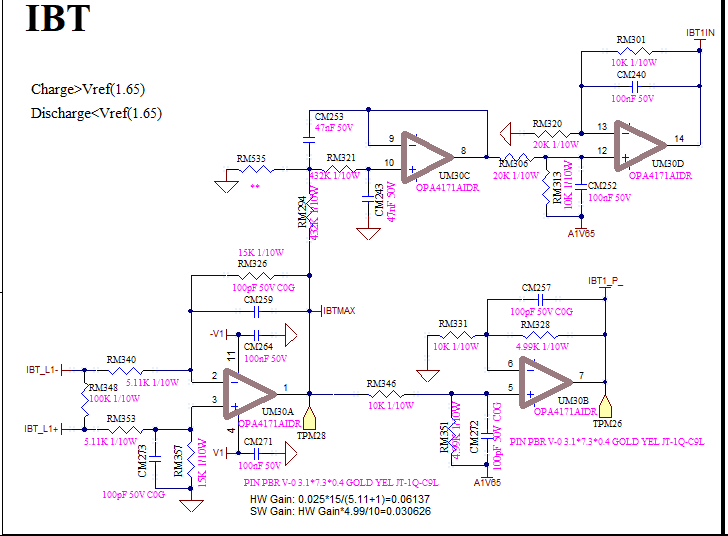 IBT
IBT1IN
RM301
10K 1/10W
Charge>Vref(1.65)
Discharge<Vref(1.65)
CM240
100nF 50V
CM253
47nF 50V
RM320
20K 1/10W
9
8
10
UM30C
OPA4171AIDR
13
14
12
UM30D
OPA4171AIDR
RM535
**
RM321
432K 1/10W
RM306
20K 1/10W
RM313
10K 1/10W
CM252
100nF 50V
A1V65
RM294
432K 1/10W
CM243
47nF 50V
15K 1/10W
RM326
100pF 50V C0G
CM259
IBTMAX
IBT1_P_
CM257
100pF 50V C0G
-V1
CM264
100nF 50V
11
RM331
10K 1/10W
RM328
4.99K 1/10W
IBT_L1-
RM340
5.11K 1/10W
RM348
100K 1/10W
2
1
3
UM30A
OPA4171AIDR
4
RM346
10K 1/10W
6
7
5
UM30B
OPA4171AIDR
IBT_L1+
RM353
5.11K 1/10W
TPM28
TPM26
CM273
100pF 50V C0G
RM357
15K 1/10W
V1
CM271
100nF 50V
RM351
4.99K 1/10W
CM272
100pF 50V C0G
PIN PBR V-0 3.1*7.3*0.4 GOLD YEL JT-1Q-C9L
PIN PBR V-0 3.1*7.3*0.4 GOLD YEL JT-1Q-C9L
A1V65
HW Gain: 0.025*15/(5.11+1)=0.06137
SW Gain: HW Gain*4.99/10=0.030626